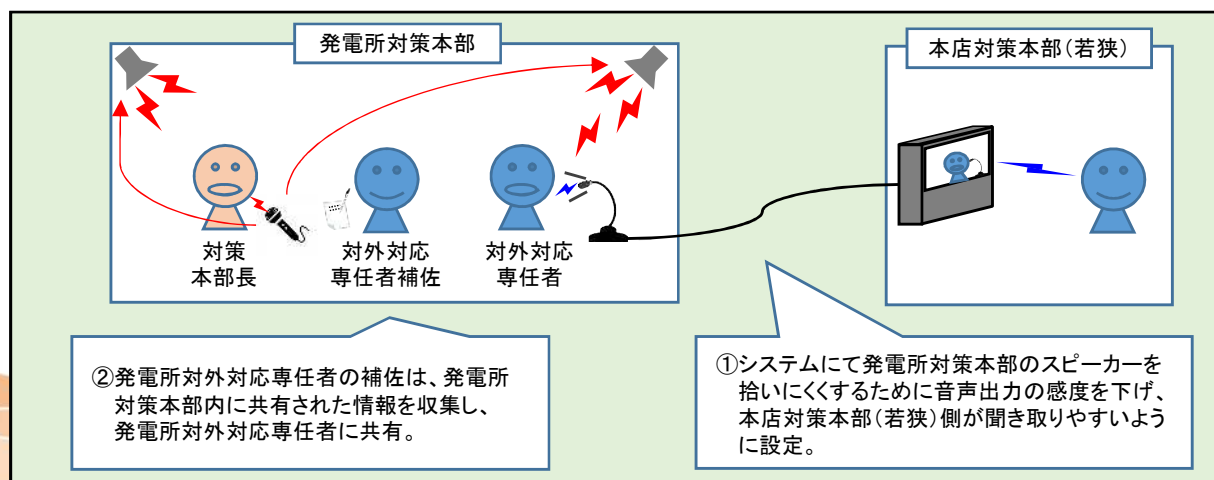 発電所対策本部
本店対策本部(若狭)
対策
本部長
対外対応
専任者補佐
対外対応
専任者
②発電所対外対応専任者の補佐は、発電所
対策本部内に共有された情報を収集し、
発電所対外対応専任者に共有。
①システムにて発電所対策本部のスピーカーを
拾いにくくするために音声出力の感度を下げ、
本店対策本部(若狭)側が聞き取りやすいよう
に設定。